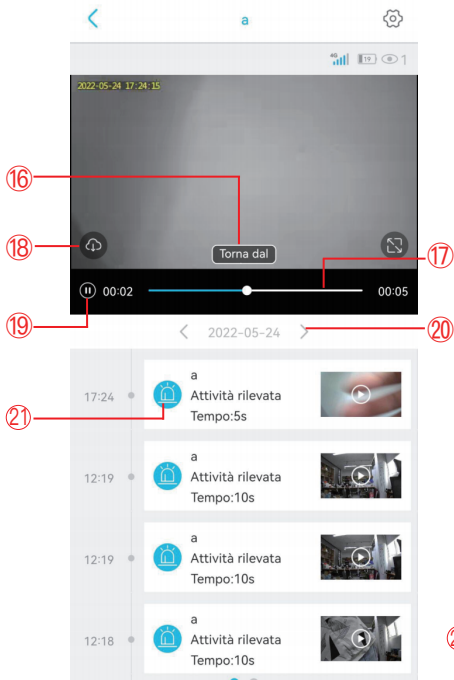 a
4G 19 1
2022-05-24 17:24:15
16
18
Torna dal
17
00:02 00:05
19
2022-05-24
20
a
17:24 Attività rilevata
Tempo:5s
21
a
12:19 Attività rilevata
Tempo:10s
a
12:19 Attività rilevata
Tempo:10s
a
12:18 Attività rilevata
Tempo:10s